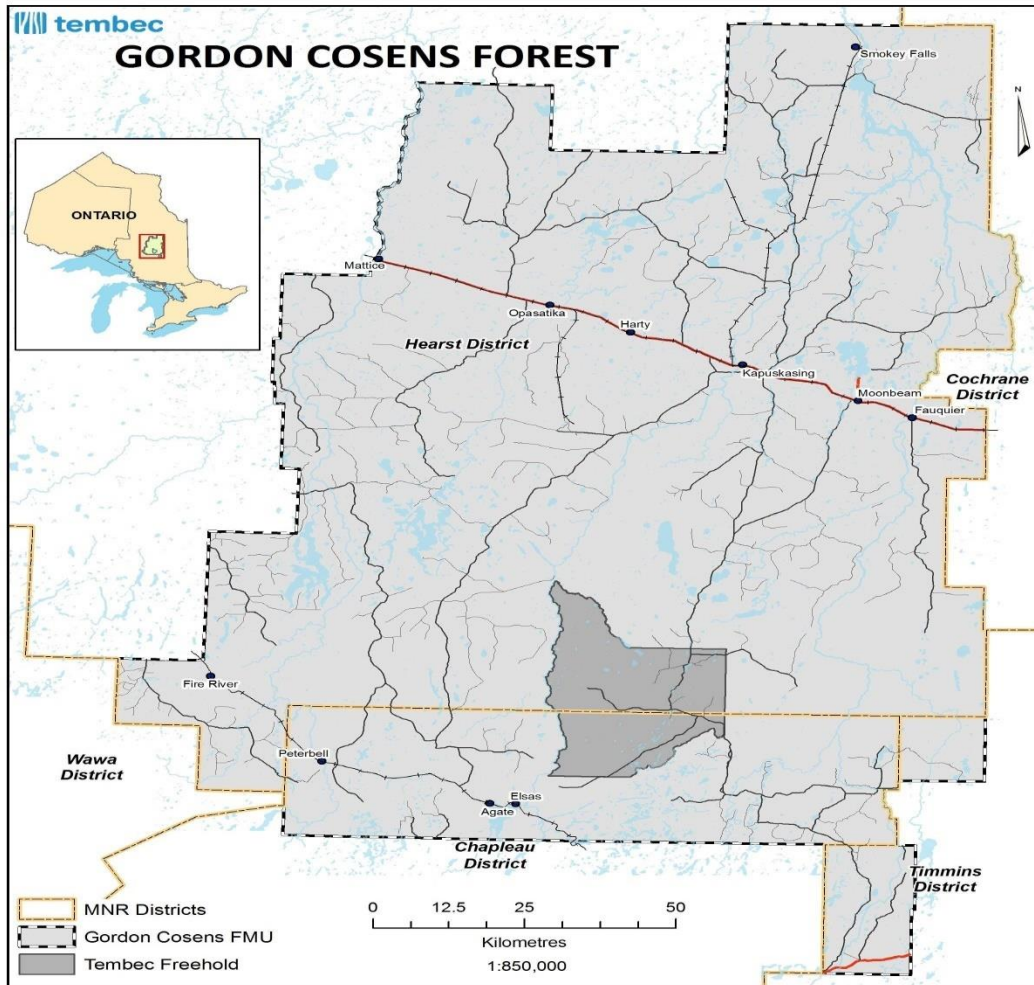 tembec
GORDON COSENS FOREST
Smokey Falls
N
ONTARIO
Mattice
Opasatika
Harty
Hearst District
Kapuskasing
Moonbeam
Cochrane
District
Fauquier
Fire River
Wawa
District
Peterbell
Elsas
Agate
Chapleau
District
Timmins
District
MNR Districts
Gordon Cosens FMU
Tembec Freehold
0 12.5 25 50
Kilometres
1:850,000